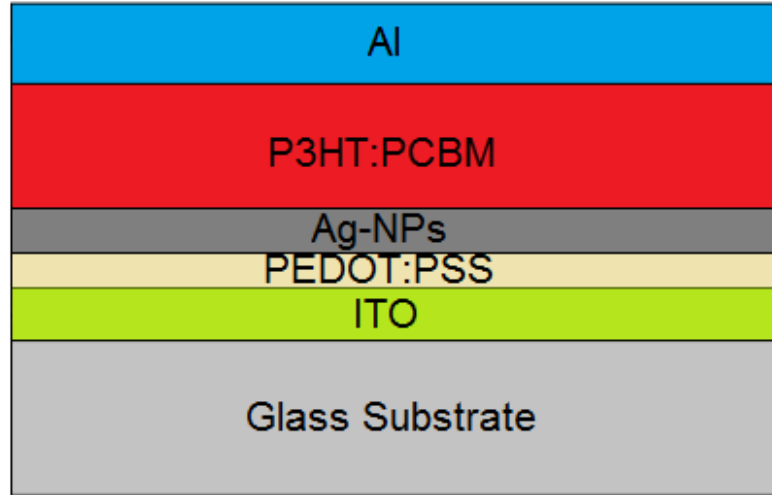 Al
P3HT:PCBM
Ag-NPs
PEDOT:PSS
ITO
Glass Substrate